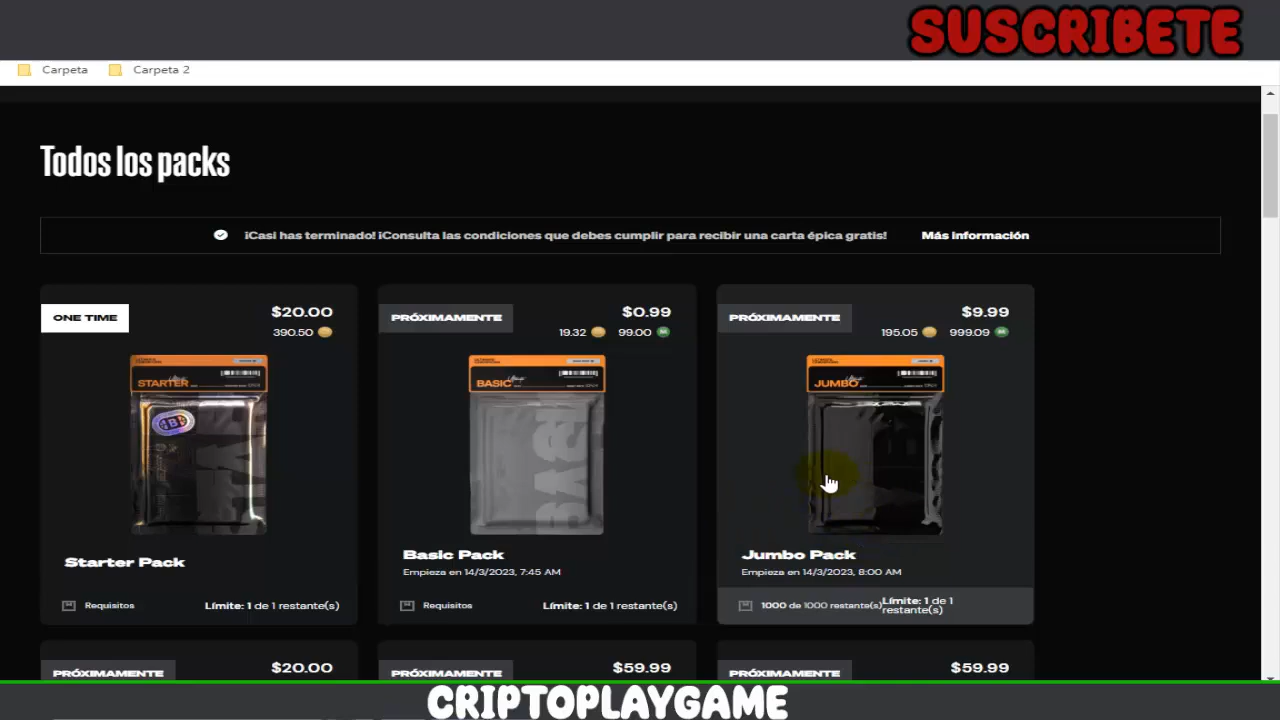 SUSCRIBETE
Carpeta Carpeta 2
Todos los packs
¡Casi has terminado! ¡Consulta las condiciones que debes cumplir para recibir una carta épica gratis! Más información
ONE TIME
$20.00
390.50
STARTER
Starter Pack
Requisitos
Límite: 1 de 1 restante(s)
PRÓXIMAMENTE
$0.99
19.32 99.00
BASIC
Basic Pack
Empieza en 14/3/2023, 7:45 AM
Requisitos
Límite: 1 de 1 restante(s)
PRÓXIMAMENTE
$9.99
195.05 999.09
JUMBO
Jumbo Pack
Empieza en 14/3/2023, 8:00 AM
1000 de 1000 restante(s)
Límite: 1 de 1
restante(s)
PRÓXIMAMENTE
$20.00
PRÓXIMAMENTE
$59.99
PRÓXIMAMENTE
$59.99
CRIPTOPLAYGAME